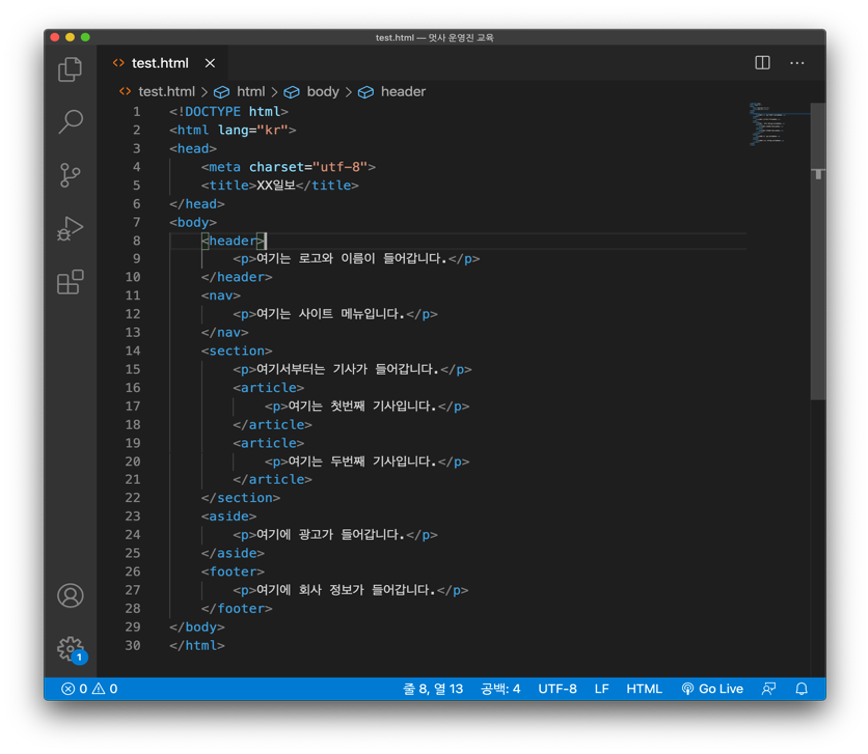 test.html — 멋사 운영진 교육
<> test.html ×
<> test.html > html > body > header
1 <!DOCTYPE html>
2 <html lang="kr">
3 <head>
4 <meta charset="utf-8">
5 <title>XX일보</title>
6 </head>
7 <body>
8 <header>
9 <p>여기는 로고와 이름이 들어갑니다.</p>
10 </header>
11 <nav>
12 <p>여기는 사이트 메뉴입니다.</p>
13 </nav>
14 <section>
15 <p>여기서부터는 기사가 들어갑니다.</p>
16 <article>
17 <p>여기는 첫번째 기사입니다.</p>
18 </article>
19 <article>
20 <p>여기는 두번째 기사입니다.</p>
21 </article>
22 </section>
23 <aside>
24 <p>여기에 광고가 들어갑니다.</p>
25 </aside>
26 <footer>
27 <p>여기에 회사 정보가 들어갑니다.</p>
28 </footer>
29 </body>
30 </html>
1
0 0 줄 8, 열 13 공백: 4 UTF-8 LF HTML Go Live